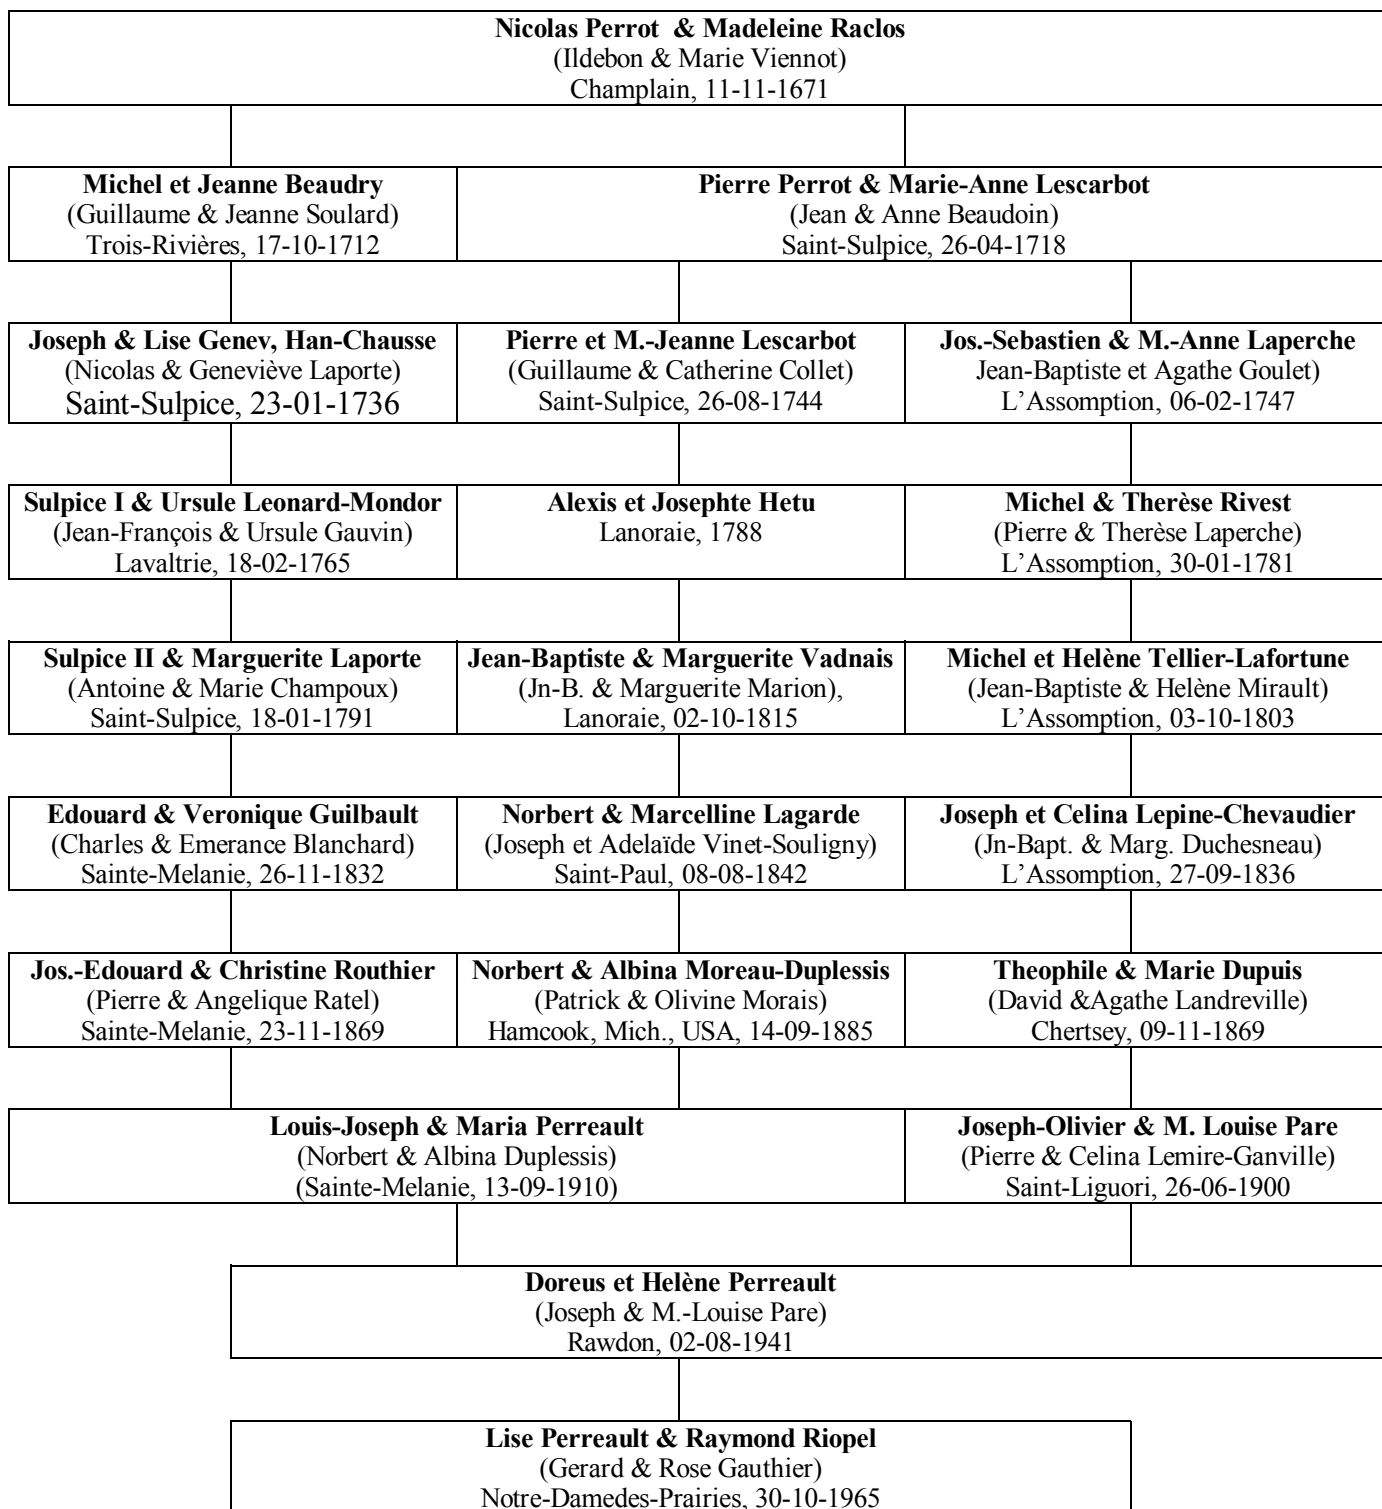 Nicolas Perrot & Madeleine Raclos
(Ildebon & Marie Viennot)
Champlain, 11-11-1671
Michel et Jeanne Beaudry
(Guillaume & Jeanne Soulard)
Trois-Rivières, 17-10-1712
Pierre Perrot & Marie-Anne Lescarbot
(Jean & Anne Beaudoin)
Saint-Sulpice, 26-04-1718
Joseph & Lise Genev, Han-Chausse
(Nicolas & Geneviève Laporte)
Saint-Sulpice, 23-01-1736
Pierre et M.-Jeanne Lescarbot
(Guillaume & Catherine Collet)
Saint-Sulpice, 26-08-1744
Jos.-Sebastien & M.-Anne Laperche
Jean-Baptiste et Agathe Goulet)
L'Assomption, 06-02-1747
Sulpice I & Ursule Leonard-Mondor
(Jean-François & Ursule Gauvin)
Lavaltrie, 18-02-1765
Alexis et Josephte Hetu
Lanoraie, 1788
Michel & Therèse Rivest
(Pierre & Therèse Laperche)
L'Assomption, 30-01-1781
Sulpice II & Marguerite Laporte
(Antoine & Marie Champoux)
Saint-Sulpice, 18-01-1791
Jean-Baptiste & Marguerite Vadnais
(Jn-B. & Marguerite Marion),
Lanoraie, 02-10-1815
Michel et Helène Tellier-Lafortune
(Jean-Baptiste & Helène Mirault)
L'Assomption, 03-10-1803
Edouard & Veronique Guilbault
(Charles & Emerance Blanchard)
Sainte-Melanie, 26-11-1832
Norbert & Marcelline Lagarde
(Joseph et Adelaïde Vinet-Souligny)
Saint-Paul, 08-08-1842
Joseph et Celina Lepine-Chevaudier
(Jn-Bapt. & Marg. Duchesneau)
L'Assomption, 27-09-1836
Jos.-Edouard & Christine Routhier
(Pierre & Angelique Ratel)
Sainte-Melanie, 23-11-1869
Norbert & Albina Moreau-Duplessis
(Patrick & Olivine Morais)
Hamcook, Mich., USA, 14-09-1885
Theophile & Marie Dupuis
(David &Agathe Landreville)
Chertsey, 09-11-1869
Louis-Joseph & Maria Perreault
(Norbert & Albina Duplessis)
(Sainte-Melanie, 13-09-1910)
Joseph-Olivier & M. Louise Pare
(Pierre & Celina Lemire-Ganville)
Saint-Liguori, 26-06-1900
Doreus et Helène Perreault
(Joseph & M.-Louise Pare)
Rawdon, 02-08-1941
Lise Perreault & Raymond Riopel
(Gerard & Rose Gauthier)
Notre-Damedes-Prairies, 30-10-1965